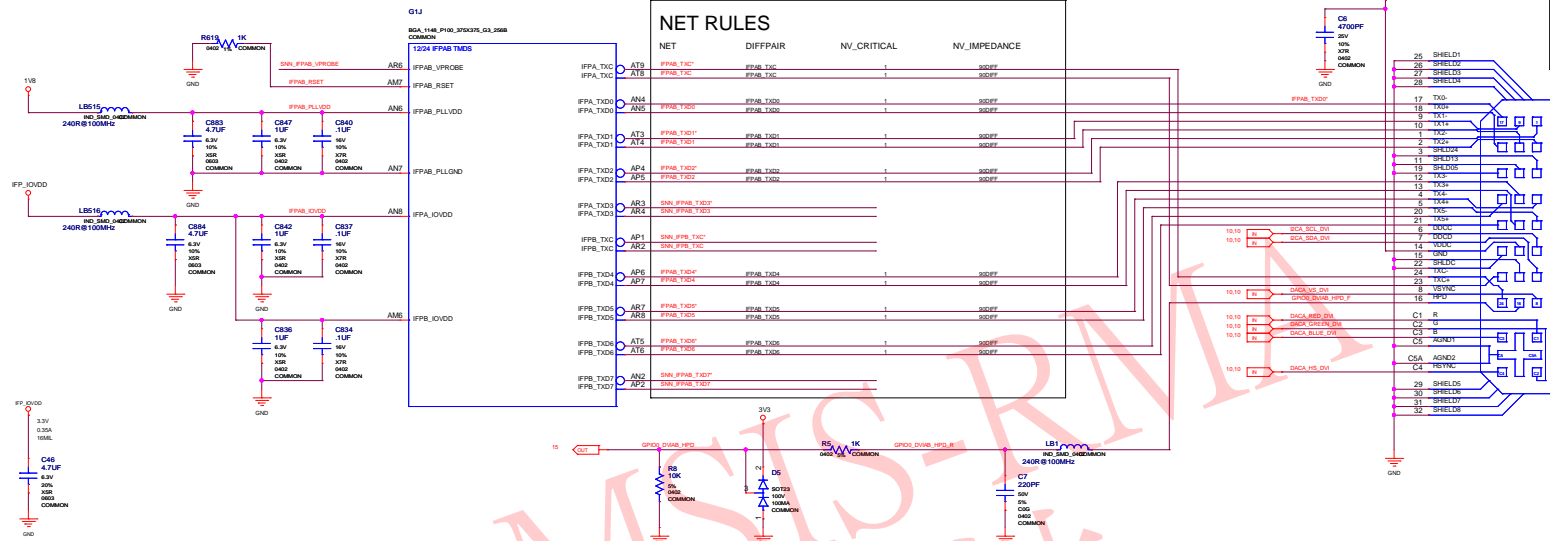 G1J
BGA_1148_P100_375X375_G3_256B
COMMON
12/24 IFPAB TMDS
R619
1K
0402
1%
COMMON
GND
SNN_IFPAB_VPROBE
AR6
IFPAB_VPROBE
IFPAB_RSET
AM7
IFPAB_RSET
1V8
LB515
IND_SMD_0402
COMMON
240R@100MHz
IFPAB_PLLVDD
AN6
IFPAB_PLLVDD
C883
4.7UF
6.3V
10%
X5R
0603
COMMON
C847
1UF
6.3V
10%
X5R
0402
COMMON
C840
.1UF
16V
10%
X7R
0402
COMMON
AN7
IFPAB_PLLGND
GND
IFP_IOVDD
LB516
IND_SMD_0402
COMMON
240R@100MHz
IFPAB_IOVDD
AN8
IFPA_IOVDD
C884
4.7UF
6.3V
10%
X5R
0603
COMMON
GND
C842
1UF
6.3V
10%
X5R
0402
COMMON
GND
C837
.1UF
16V
10%
X7R
0402
COMMON
AM6
IFPB_IOVDD
C836
1UF
6.3V
10%
X5R
0402
COMMON
GND
C834
.1UF
16V
10%
X7R
0402
COMMON
IFP_IOVDD
3.3V
0.35A
16MIL
C46
4.7UF
6.3V
20%
X5R
0603
COMMON
GND
NET RULES
NET DIFFPAIR NV_CRITICAL NV_IMPEDANCE
IFPA_TXC AT9 IFPAB_TXC* IFPAB_TXC 1 90DIFF
IFPA_TXC AT8 IFPAB_TXC
IFPA_TXD0 AN4 IFPAB_TXD0 1 90DIFF IFPAB_TXD0*
IFPA_TXD0 AN5 IFPAB_TXD0 IFPAB_TXD0 1 90DIFF
IFPA_TXD1 AT3 IFPAB_TXD1* IFPAB_TXD1 1 90DIFF
IFPA_TXD1 AT4 IFPAB_TXD1 IFPAB_TXD1 1 90DIFF
IFPA_TXD2 AP4 IFPAB_TXD2* IFPAB_TXD2 1 90DIFF
IFPA_TXD2 AP5 IFPAB_TXD2 IFPAB_TXD2 1 90DIFF
IFPA_TXD3 AR3 SNN_IFPAB_TXD3*
IFPA_TXD3 AR4 SNN_IFPAB_TXD3
IFPB_TXC AP1 SNN_IFPB_TXC*
IFPB_TXC AR2 SNN_IFPB_TXC
IFPB_TXD4 AP6 IFPAB_TXD4* IFPAB_TXD4 1 90DIFF
IFPB_TXD4 AP7 IFPAB_TXD4 IFPAB_TXD4 1 90DIFF
IFPB_TXD5 AR7 IFPAB_TXD5* IFPAB_TXD5 1 90DIFF
IFPB_TXD5 AR8 IFPAB_TXD5 IFPAB_TXD5 1 90DIFF
IFPB_TXD6 AT5 IFPAB_TXD6* IFPAB_TXD6 1 90DIFF
IFPB_TXD6 AT6 IFPAB_TXD6 IFPAB_TXD6 1 90DIFF
IFPB_TXD7 AN2 SNN_IFPAB_TXD7*
IFPB_TXD7 AP2 SNN_IFPAB_TXD7
C6
4700PF
25V
10%
X7R
0402
COMMON
GND
25 SHIELD1
26 SHIELD2
27 SHIELD3
28 SHIELD4
17 TX0-
18 TX0+
9 TX1-
10 TX1+
1 TX2-
2 TX2+
3 SHLD24
11 SHLD13
19 SHLD05
12 TX3-
13 TX3+
4 TX4-
5 TX4+
20 TX5-
21 TX5+
6 DDCC
7 DDCD
14 VDDC
15 GND
22 SHLDC
24 TXC-
23 TXC+
8 VSYNC
16 HPD
C1 R
C2 G
C3 B
C5 AGND1
C5A AGND2
C4 HSYNC
29 SHIELD5
30 SHIELD6
31 SHIELD7
32 SHIELD8
GND
10,10 IN I2CA_SCL_DVI
10,10 IN I2CA_SDA_DVI
10,10 IN DACA_VS_DVI
GPIO0_DVIAB_HPD_F
10,10 IN DACA_RED_DVI
10,10 IN DACA_GREEN_DVI
10,10 IN DACA_BLUE_DVI
10,10 IN DACA_HS_DVI
3V3
15 OUT GPIO0_DVIAB_HPD
R5
1K
0402
5%
COMMON
GPIO0_DVIAB_HPD_R
LB1
IND_SMD_0402
COMMON
240R@100MHz
R8
10K
5%
0402
COMMON
2
3
1
D5
SOT23
100V
100MA
COMMON
C7
220PF
50V
5%
C0G
0402
COMMON
MSIS-RMA